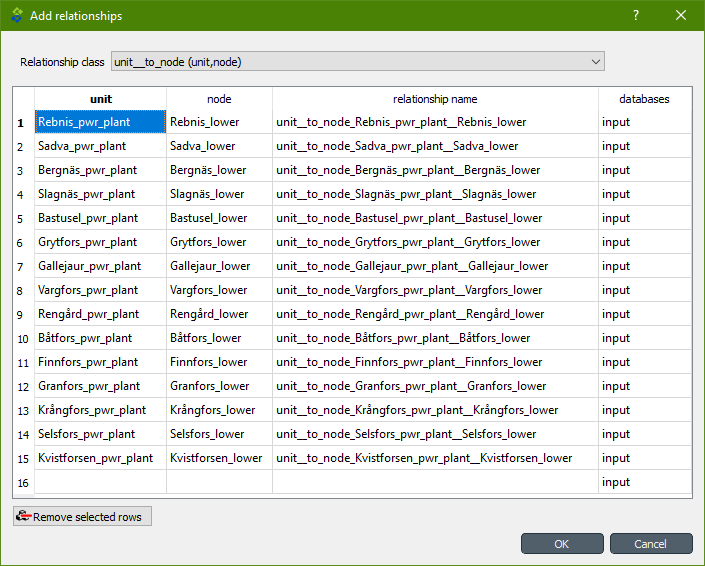 Add relationships ? ✕
Relationship class unit__to_node (unit,node)
unit node relationship name databases
1 Rebnis_pwr_plant Rebnis_lower unit__to_node_Rebnis_pwr_plant__Rebnis_lower input
2 Sadva_pwr_plant Sadva_lower unit__to_node_Sadva_pwr_plant__Sadva_lower input
3 Bergnäs_pwr_plant Bergnäs_lower unit__to_node_Bergnäs_pwr_plant__Bergnäs_lower input
4 Slagnäs_pwr_plant Slagnäs_lower unit__to_node_Slagnäs_pwr_plant__Slagnäs_lower input
5 Bastusel_pwr_plant Bastusel_lower unit__to_node_Bastusel_pwr_plant__Bastusel_lower input
6 Grytfors_pwr_plant Grytfors_lower unit__to_node_Grytfors_pwr_plant__Grytfors_lower input
7 Gallejaur_pwr_plant Gallejaur_lower unit__to_node_Gallejaur_pwr_plant__Gallejaur_lower input
8 Vargfors_pwr_plant Vargfors_lower unit__to_node_Vargfors_pwr_plant__Vargfors_lower input
9 Rengård_pwr_plant Rengård_lower unit__to_node_Rengård_pwr_plant__Rengård_lower input
10 Båtfors_pwr_plant Båtfors_lower unit__to_node_Båtfors_pwr_plant__Båtfors_lower input
11 Finnfors_pwr_plant Finnfors_lower unit__to_node_Finnfors_pwr_plant__Finnfors_lower input
12 Granfors_pwr_plant Granfors_lower unit__to_node_Granfors_pwr_plant__Granfors_lower input
13 Krångfors_pwr_plant Krångfors_lower unit__to_node_Krångfors_pwr_plant__Krångfors_lower input
14 Selsfors_pwr_plant Selsfors_lower unit__to_node_Selsfors_pwr_plant__Selsfors_lower input
15 Kvistforsen_pwr_plant Kvistforsen_lower unit__to_node_Kvistforsen_pwr_plant__Kvistforsen_lower input
16 input
Remove selected rows
OK Cancel